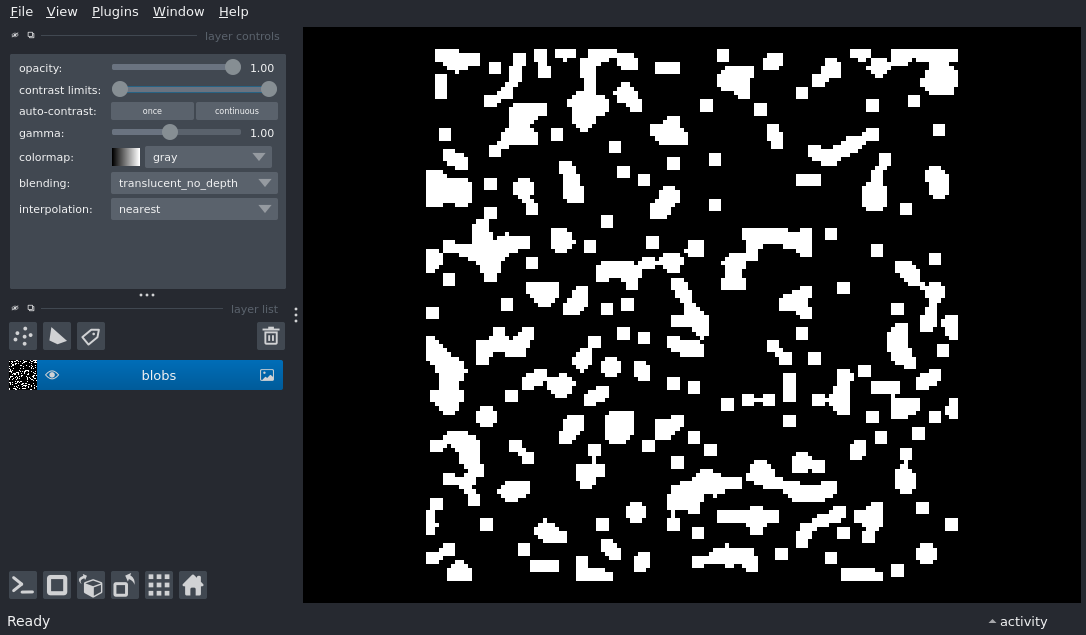 File View Plugins Window Help
layer controls
opacity: 1.00
contrast limits:
auto-contrast: once continuous
gamma: 1.00
colormap: gray
blending: translucent_no_depth
interpolation: nearest
layer list
blobs
Ready activity